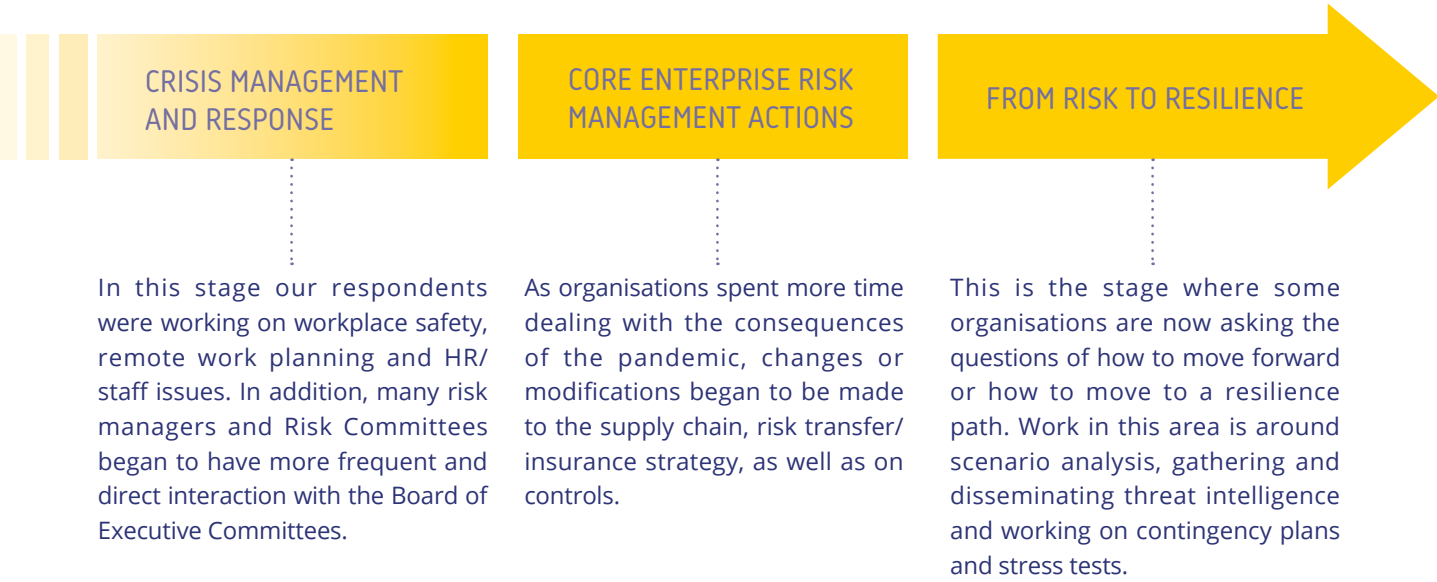 CRISIS MANAGEMENT
AND RESPONSE
In this stage our respondents
were working on workplace safety,
remote work planning and HR/
staff issues. In addition, many risk
managers and Risk Committees
began to have more frequent and
direct interaction with the Board of
Executive Committees.
CORE ENTERPRISE RISK
MANAGEMENT ACTIONS
As organisations spent more time
dealing with the consequences
of the pandemic, changes or
modifications began to be made
to the supply chain, risk transfer/
insurance strategy, as well as on
controls.
FROM RISK TO RESILIENCE
This is the stage where some
organisations are now asking the
questions of how to move forward
or how to move to a resilience
path. Work in this area is around
scenario analysis, gathering and
disseminating threat intelligence
and working on contingency plans
and stress tests.